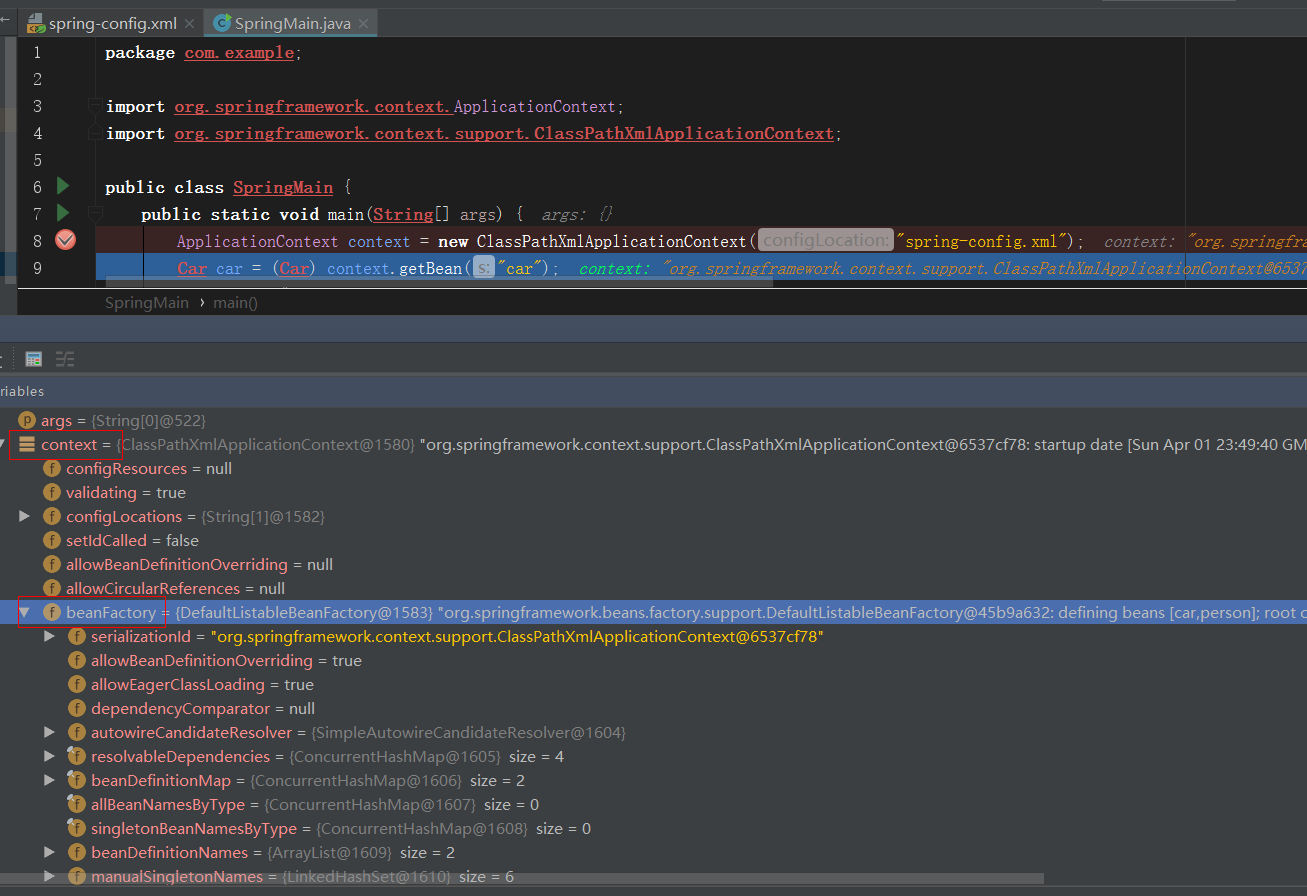 spring-config.xml SpringMain.java
1 package com.example;
2
3 import org.springframework.context.ApplicationContext;
4 import org.springframework.context.support.ClassPathXmlApplicationContext;
5
6 public class SpringMain {
7 public static void main(String[] args) { args: {}
8 ApplicationContext context = new ClassPathXmlApplicationContext( configLocation: "spring-config.xml"); context: "org.springfra
9 Car car = (Car) context.getBean( s: "car"); context: "org.springframework.context.support.ClassPathXmlApplicationContext@6537
SpringMain › main()
riables
args = {String[0]@522}
context = {ClassPathXmlApplicationContext@1580} "org.springframework.context.support.ClassPathXmlApplicationContext@6537cf78: startup date [Sun Apr 01 23:49:40 GM
configResources = null
validating = true
configLocations = {String[1]@1582}
setIdCalled = false
allowBeanDefinitionOverriding = null
allowCircularReferences = null
beanFactory = {DefaultListableBeanFactory@1583} "org.springframework.beans.factory.support.DefaultListableBeanFactory@45b9a632: defining beans [car,person]; root o
serializationId = "org.springframework.context.support.ClassPathXmlApplicationContext@6537cf78"
allowBeanDefinitionOverriding = true
allowEagerClassLoading = true
dependencyComparator = null
autowireCandidateResolver = {SimpleAutowireCandidateResolver@1604}
resolvableDependencies = {ConcurrentHashMap@1605} size = 4
beanDefinitionMap = {ConcurrentHashMap@1606} size = 2
allBeanNamesByType = {ConcurrentHashMap@1607} size = 0
singletonBeanNamesByType = {ConcurrentHashMap@1608} size = 0
beanDefinitionNames = {ArrayList@1609} size = 2
manualSingletonNames = {LinkedHashSet@1610} size = 6